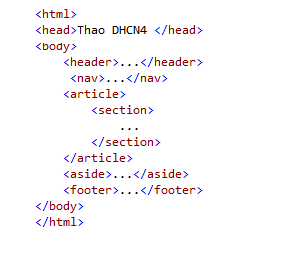 <html>
<head>Thao DHCN4 </head>
<body>
<header>...</header>
<nav>...</nav>
<article>
<section>
...
</section>
</article>
<aside>...</aside>
<footer>...</footer>
</body>
</html>